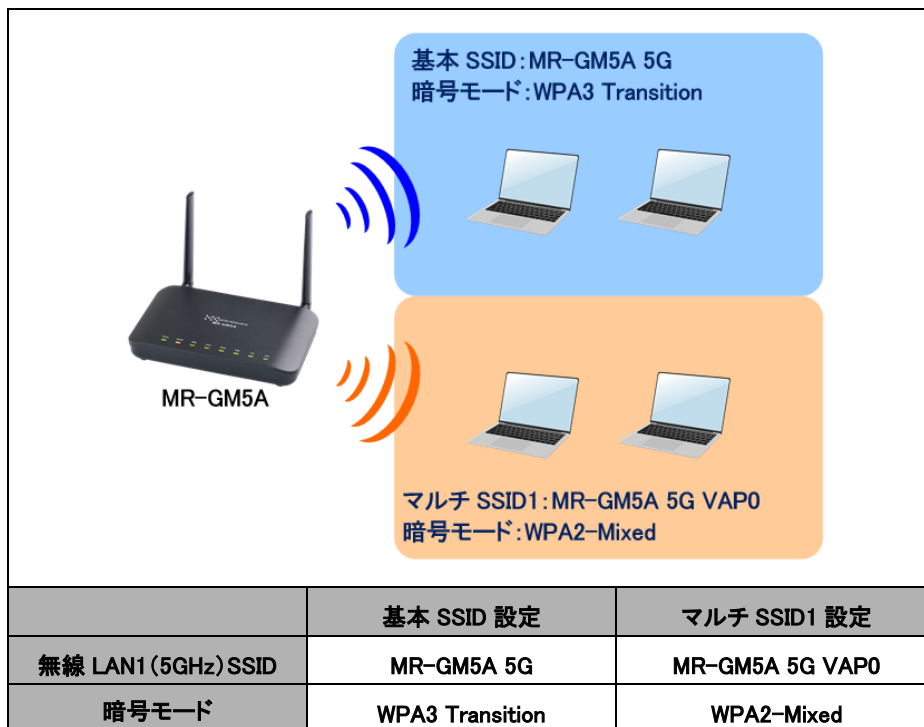 基本 SSID：MR-GM5A 5G
暗号モード：WPA3 Transition
MR-GM5A
マルチ SSID1：MR-GM5A 5G VAP0
暗号モード：WPA2-Mixed
基本 SSID 設定 マルチ SSID1 設定
無線 LAN1（5GHz）SSID MR-GM5A 5G MR-GM5A 5G VAP0
暗号モード WPA3 Transition WPA2-Mixed